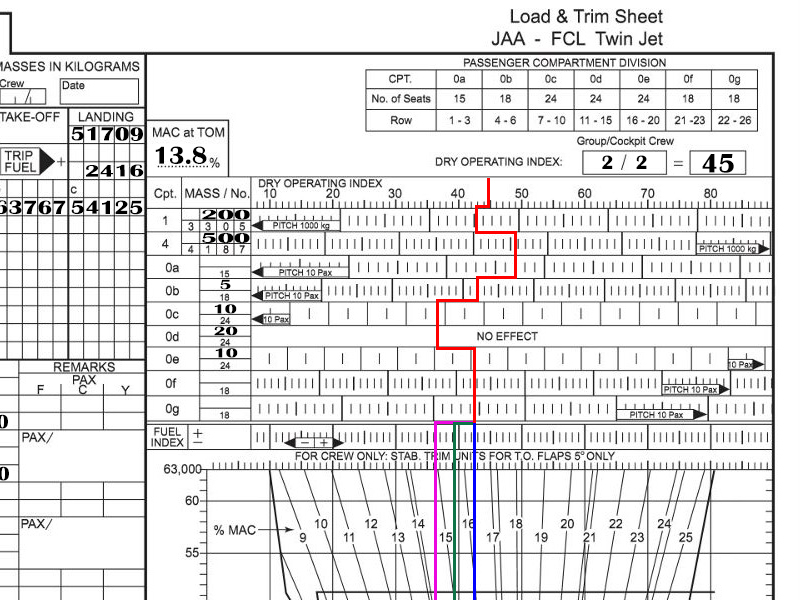 Load & Trim Sheet
JAA - FCL Twin Jet
MASSES IN KILOGRAMS
Crew
Date
TAKE-OFF LANDING
51709
TRIP FUEL +
2416
c
63767 54125
MAC at TOM
13.8%
PASSENGER COMPARTMENT DIVISION
CPT. 0a 0b 0c 0d 0e 0f 0g
No. of Seats 15 18 24 24 24 18 18
Row 1 - 3 4 - 6 7 - 10 11 - 15 16 - 20 21 -23 22 - 26
Group/Cockpit Crew
DRY OPERATING INDEX: 2 / 2 = 45
Cpt. MASS / No. DRY OPERATING INDEX
10 20 30 40 50 60 70 80
1 200 3 3 0 5 PITCH 1000 kg
4 500 4 1 8 7 PITCH 1000 kg
0a 15 PITCH 10 Pax
0b 5 18 PITCH 10 Pax
0c 10 24 10 Pax
0d 20 24 NO EFFECT
0e 10 24 10 Pax
0f 18 PITCH 10 Pax
0g 18 PITCH 10 Pax
FUEL INDEX + − − +
REMARKS
PAX
F C Y
0
PAX/
0
PAX/
FOR CREW ONLY: STAB. TRIM UNITS FOR T.O. FLAPS 5° ONLY
63,000
60
55
% MAC
9 10 11 12 13 14 15 16 17 18 19 20 21 22 23 24 25